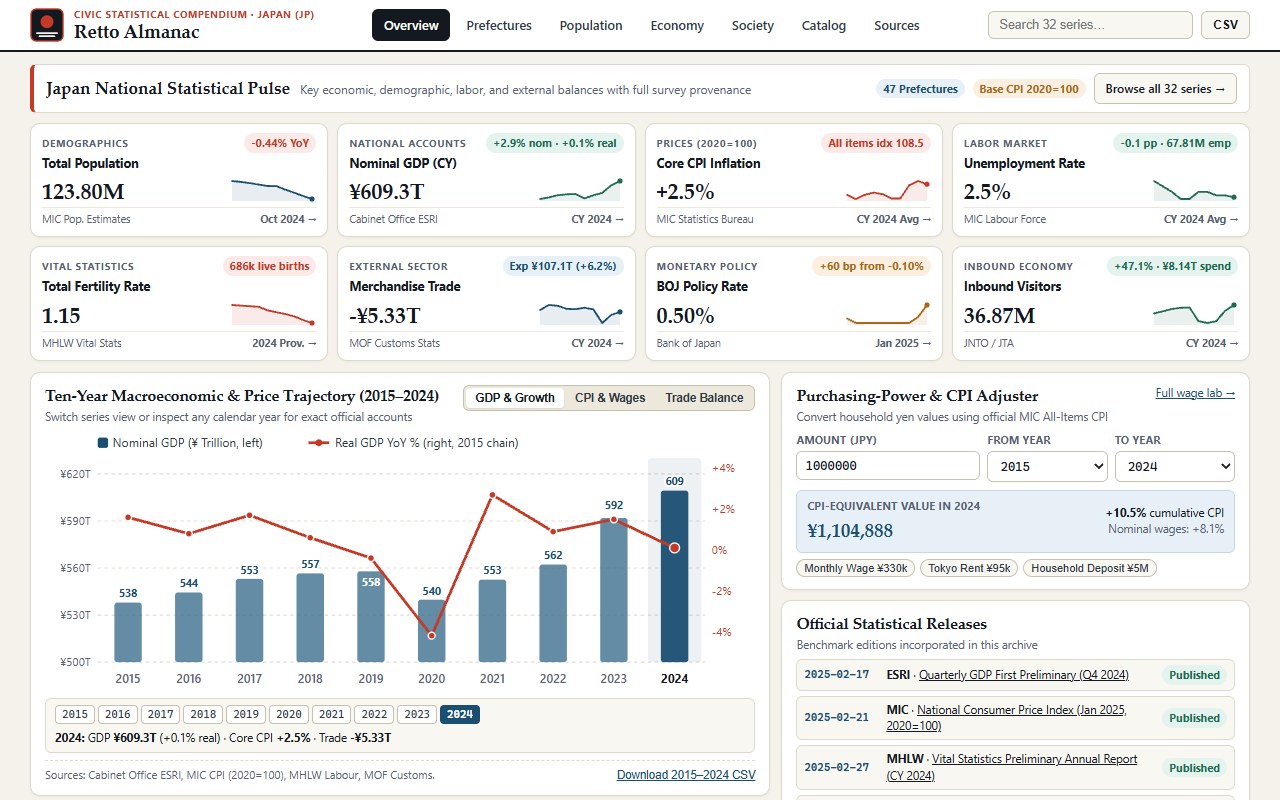 CIVIC STATISTICAL COMPENDIUM · JAPAN (JP)
Retto Almanac
Overview Prefectures Population Economy Society Catalog Sources
Search 32 series...
CSV
Japan National Statistical Pulse Key economic, demographic, labor, and external balances with full survey provenance
47 Prefectures Base CPI 2020=100 Browse all 32 series →
DEMOGRAPHICS -0.44% YoY
Total Population
123.80M
MIC Pop. Estimates Oct 2024 →
NATIONAL ACCOUNTS +2.9% nom · +0.1% real
Nominal GDP (CY)
¥609.3T
Cabinet Office ESRI CY 2024 →
PRICES (2020=100) All items idx 108.5
Core CPI Inflation
+2.5%
MIC Statistics Bureau CY 2024 Avg →
LABOR MARKET -0.1 pp · 67.81M emp
Unemployment Rate
2.5%
MIC Labour Force CY 2024 Avg →
VITAL STATISTICS 686k live births
Total Fertility Rate
1.15
MHLW Vital Stats 2024 Prov. →
EXTERNAL SECTOR Exp ¥107.1T (+6.2%)
Merchandise Trade
-¥5.33T
MOF Customs Stats CY 2024 →
MONETARY POLICY +60 bp from -0.10%
BOJ Policy Rate
0.50%
Bank of Japan Jan 2025 →
INBOUND ECONOMY +47.1% · ¥8.14T spend
Inbound Visitors
36.87M
JNTO / JTA CY 2024 →
Ten-Year Macroeconomic & Price Trajectory (2015–2024)
Switch series view or inspect any calendar year for exact official accounts
GDP & Growth CPI & Wages Trade Balance
Nominal GDP (¥ Trillion, left) Real GDP YoY % (right, 2015 chain)
¥620T
¥590T
¥560T
¥530T
¥500T
+4%
+2%
0%
-2%
-4%
538 544 553 557 558 540 553 562 592 609
2015 2016 2017 2018 2019 2020 2021 2022 2023 2024
2015 2016 2017 2018 2019 2020 2021 2022 2023 2024
2024: GDP ¥609.3T (+0.1% real) · Core CPI +2.5% · Trade -¥5.33T
Sources: Cabinet Office ESRI, MIC CPI (2020=100), MHLW Labour, MOF Customs. Download 2015–2024 CSV
Purchasing-Power & CPI Adjuster Full wage lab →
Convert household yen values using official MIC All-Items CPI
AMOUNT (JPY) FROM YEAR TO YEAR
1000000 2015 2024
CPI-EQUIVALENT VALUE IN 2024
¥1,104,888
+10.5% cumulative CPI
Nominal wages: +8.1%
Monthly Wage ¥330k Tokyo Rent ¥95k Household Deposit ¥5M
Official Statistical Releases
Benchmark editions incorporated in this archive
2025-02-17 ESRI · Quarterly GDP First Preliminary (Q4 2024) Published
2025-02-21 MIC · National Consumer Price Index (Jan 2025,
2020=100) Published
2025-02-27 MHLW · Vital Statistics Preliminary Annual Report
(CY 2024) Published